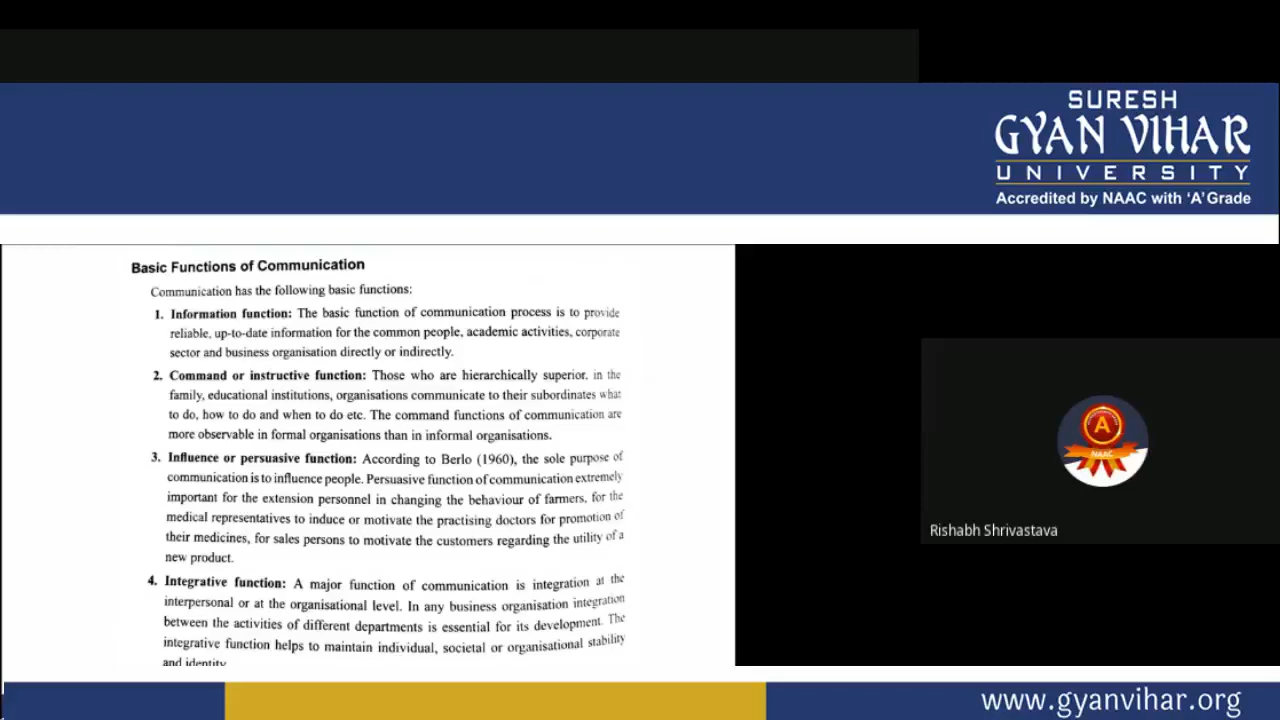 SURESH
GYAN VIHAR
UNIVERSITY
Accredited by NAAC with 'A' Grade
Basic Functions of Communication
Communication has the following basic functions:
1. Information function: The basic function of communication process is to provide
reliable, up-to-date information for the common people, academic activities, corporate
sector and business organisation directly or indirectly.
2. Command or instructive function: Those who are hierarchically superior. in the
family, educational institutions, organisations communicate to their subordinates what
to do, how to do and when to do etc. The command functions of communication are
more observable in formal organisations than in informal organisations.
3. Influence or persuasive function: According to Berlo (1960), the sole purpose of
communication is to influence people. Persuasive function of communication extremely
important for the extension personnel in changing the behaviour of farmers, for the
medical representatives to induce or motivate the practising doctors for promotion of
their medicines, for sales persons to motivate the customers regarding the utility of a
new product.
4. Integrative function: A major function of communication is integration at the
interpersonal or at the organisational level. In any business organisation integration
between the activities of different departments is essential for its development. The
integrative function helps to maintain individual, societal or organisational stability
and identity.
A
NAAC
Rishabh Shrivastava
www.gyanvihar.org